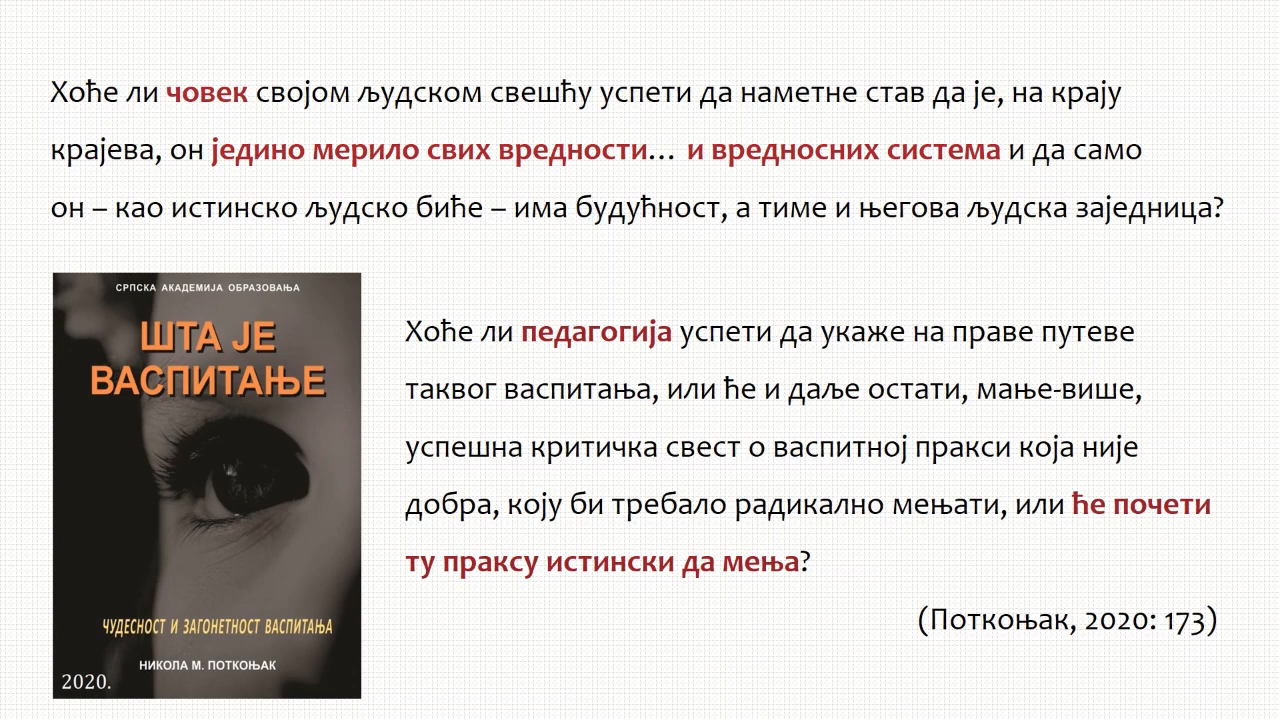 Хоће ли човек својом људском свешћу успети да наметне став да је, на крају
крајева, он једино мерило свих вредности… и вредносних система и да само
он – као истинско људско биће – има будућност, а тиме и његова људска заједница?
СРПСКА АКАДЕМИЈА ОБРАЗОВАЊА
ШТА ЈЕ
ВАСПИТАЊЕ
ЧУДЕСНОСТ И ЗАГОНЕТНОСТ ВАСПИТАЊА
НИКОЛА М. ПОТКОЊАК
2020.
Хоће ли педагогија успети да укаже на праве путеве
таквог васпитања, или ће и даље остати, мање-више,
успешна критичка свест о васпитној пракси која није
добра, коју би требало радикално мењати, или ће почети
ту праксу истински да мења?
(Поткоњак, 2020: 173)